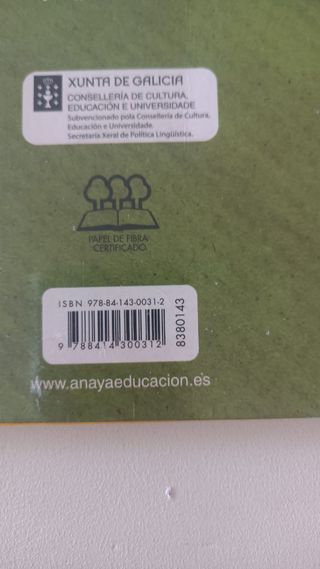 XUNTA DE GALICIA
CONSELLERÍA DE CULTURA,
EDUCACIÓN E UNIVERSIDADE
Subvencionado pola Consellería de Cultura,
Educación e Universidade.
Secretaría Xeral de Política Lingüística.
PAPEL DE FIBRA
CERTIFICADO
ISBN 978-84-143-0031-2
9 788414 300312
8380143
www.anayaeducacion.es